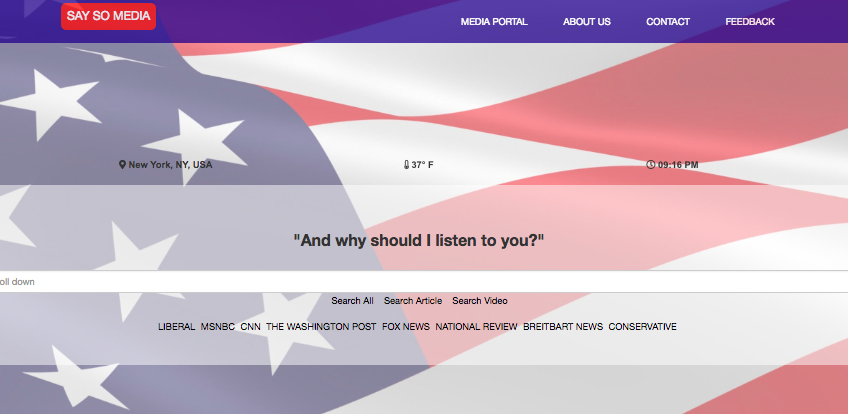 SAY SO MEDIA MEDIA PORTAL ABOUT US CONTACT FEEDBACK
New York, NY, USA 37° F 09:16 PM
"And why should I listen to you?"
oll down
Search All Search Article Search Video
LIBERAL MSNBC CNN THE WASHINGTON POST FOX NEWS NATIONAL REVIEW BREITBART NEWS CONSERVATIVE